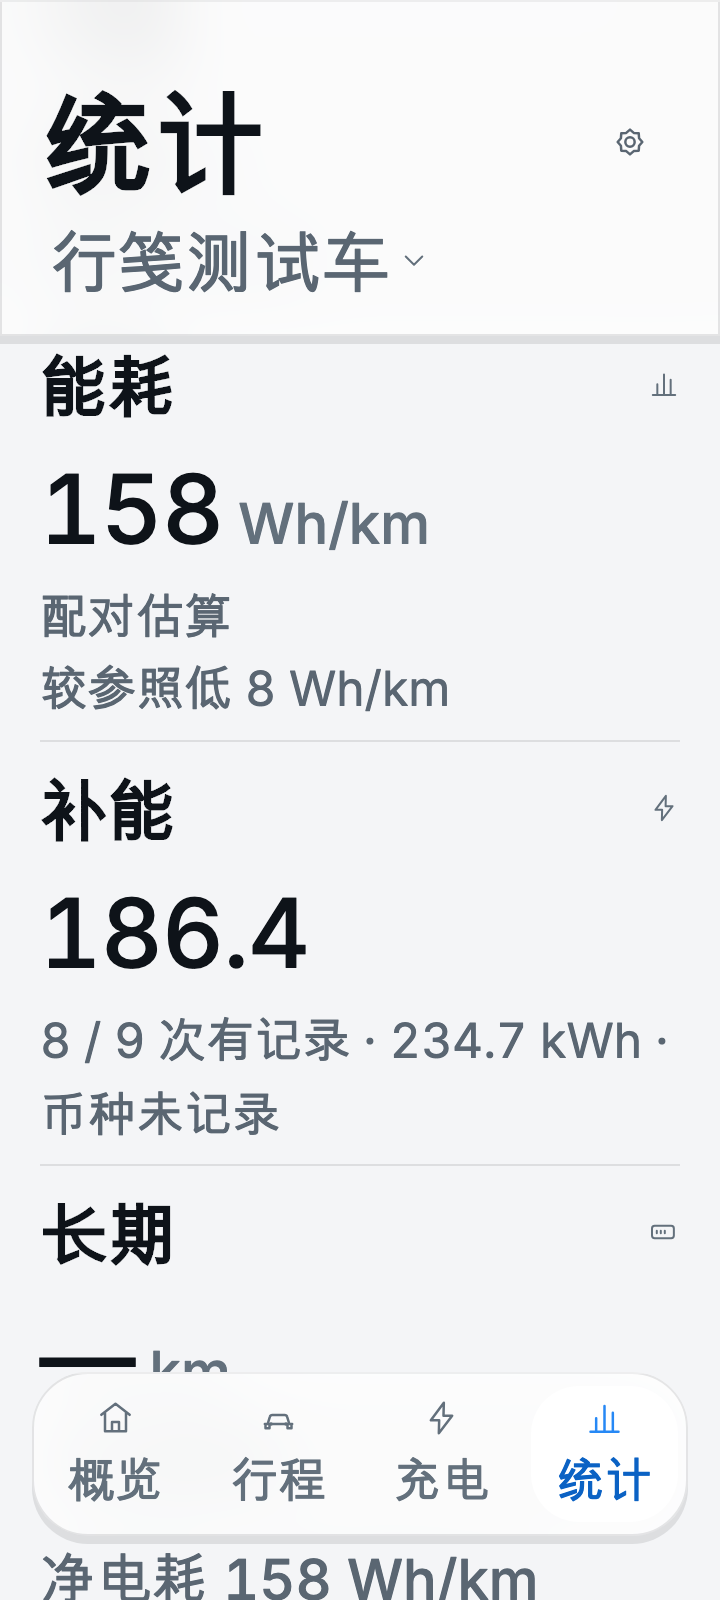 统计
行笺测试车
能耗
158 Wh/km
配对估算
较参照低 8 Wh/km
补能
186.4
8 / 9 次有记录 · 234.7 kWh ·
币种未记录
长期
— km
概览
行程
充电
统计
净电耗 158 Wh/km